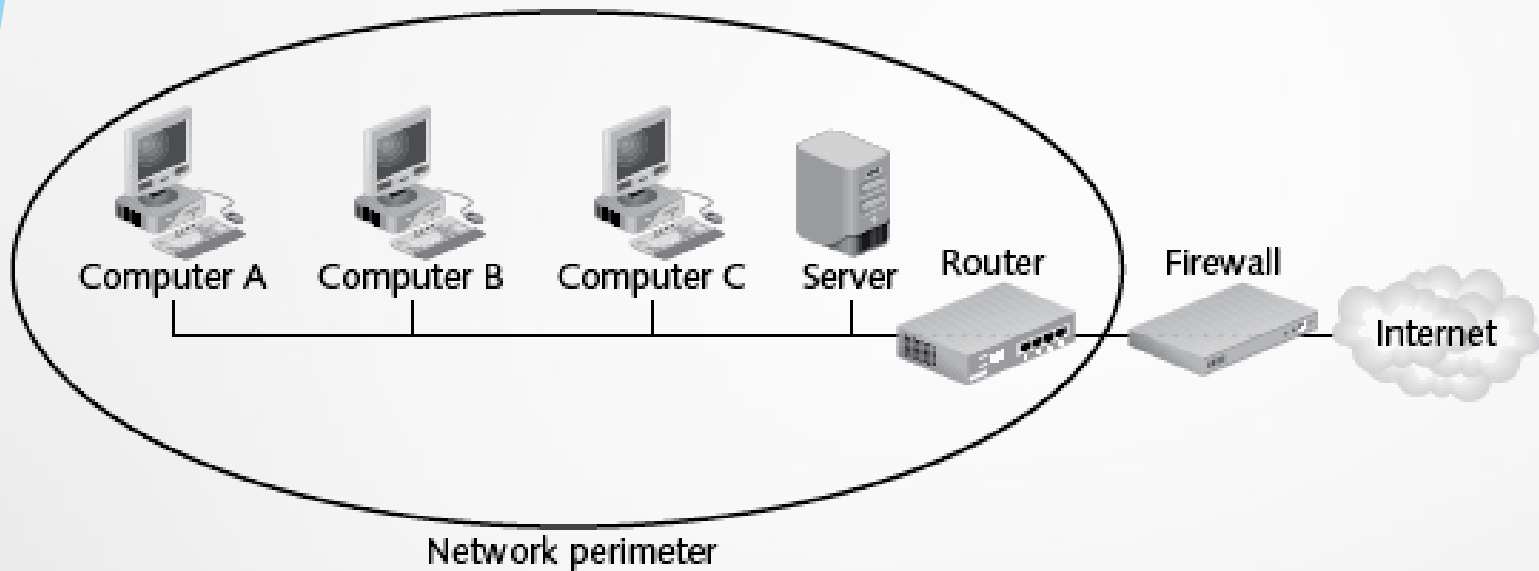 Computer A
Computer B
Computer C
Server
Router
Firewall
Internet
Network perimeter